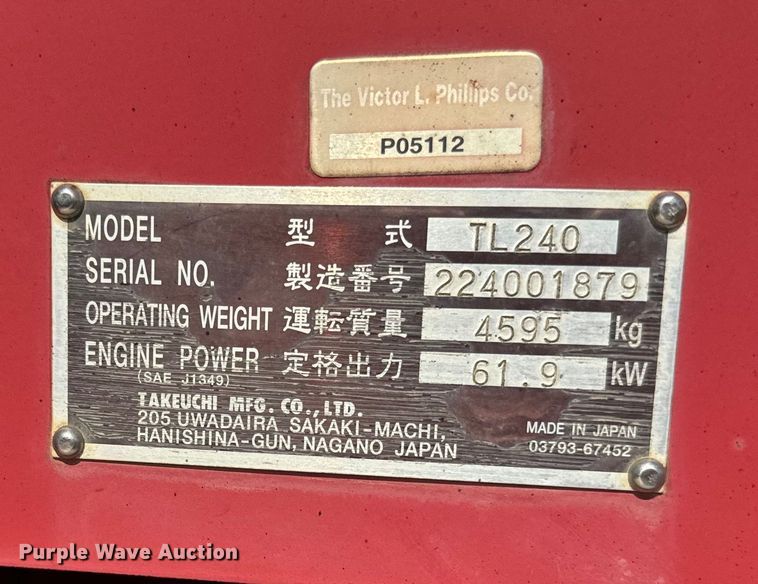 The Victor L. Phillips Co.
P05112
MODEL 型 式 TL240
SERIAL NO. 製造番号 224001879
OPERATING WEIGHT 運転質量 4595 kg
ENGINE POWER 定格出力 61.9 kW
(SAE J1349)
TAKEUCHI MFG. CO., LTD.
205 UWADAIRA SAKAKI-MACHI,
HANISHINA-GUN, NAGANO JAPAN
MADE IN JAPAN
03793-67452
Purple Wave Auction